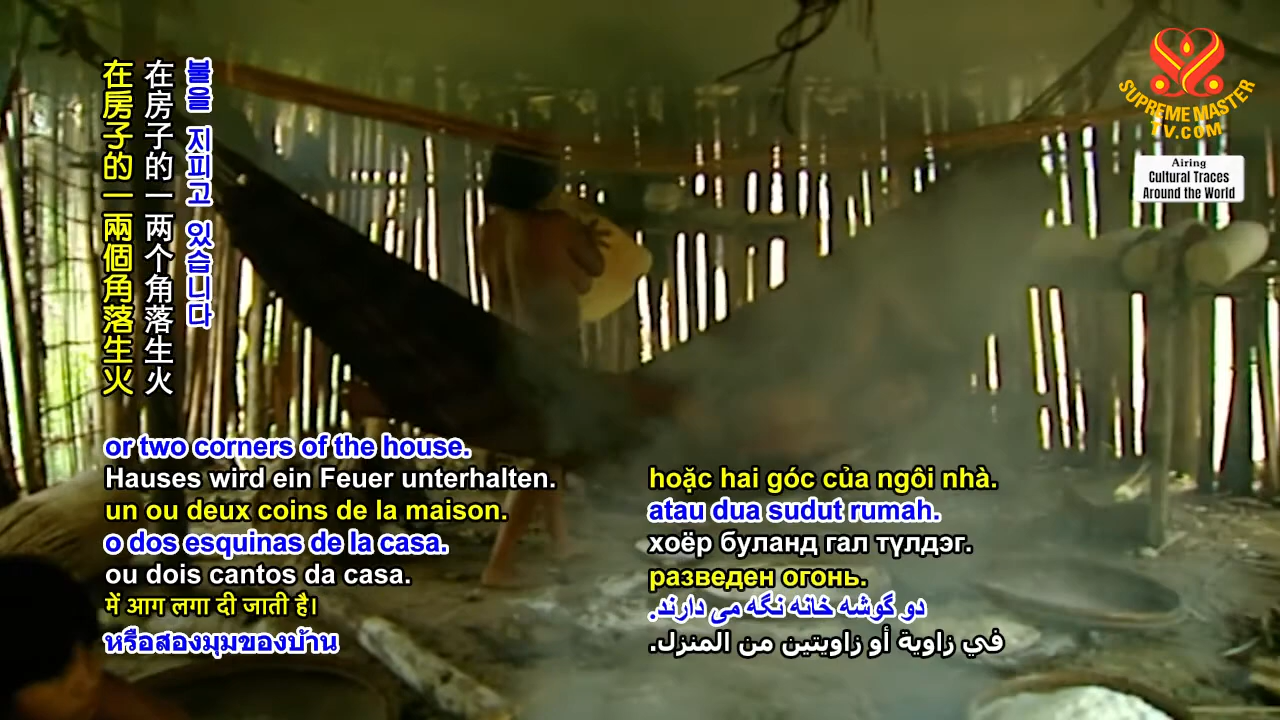 불을 지피고 있습니다
在房子的一两个角落生火
在房子的一兩個角落生火
SUPREME MASTER
TV.COM
Airing
Cultural Traces
Around the World
or two corners of the house.
Hauses wird ein Feuer unterhalten.
un ou deux coins de la maison.
o dos esquinas de la casa.
ou dois cantos da casa.
में आग लगा दी जाती है।
หรือสองมุมของบ้าน
hoặc hai góc của ngôi nhà.
atau dua sudut rumah.
хоёр буланд гал түлдэг.
разведен огонь.
دو گوشه خانه نگه می دارند.
في زاوية أو زاويتين من المنزل.